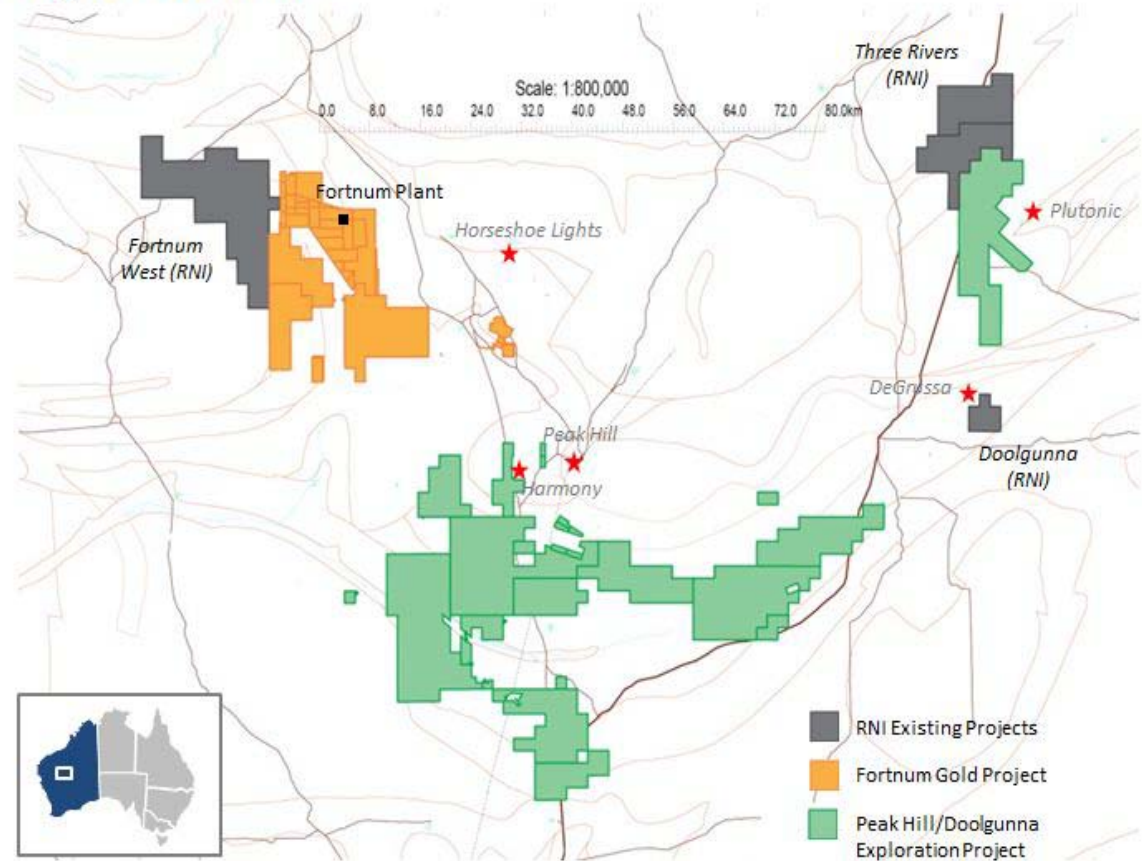 Three Rivers
(RNI)
Scale: 1:800,000
0.0 8.0 16.0 24.0 32.0 40.0 48.0 56.0 64.0 72.0 80.0km
Fortnum Plant
Plutonic
Horseshoe Lights
Fortnum
West (RNI)
DeGrussa
Peak Hill
Doolgunna
(RNI)
Harmony
RNI Existing Projects
Fortnum Gold Project
Peak Hill/Doolgunna
Exploration Project